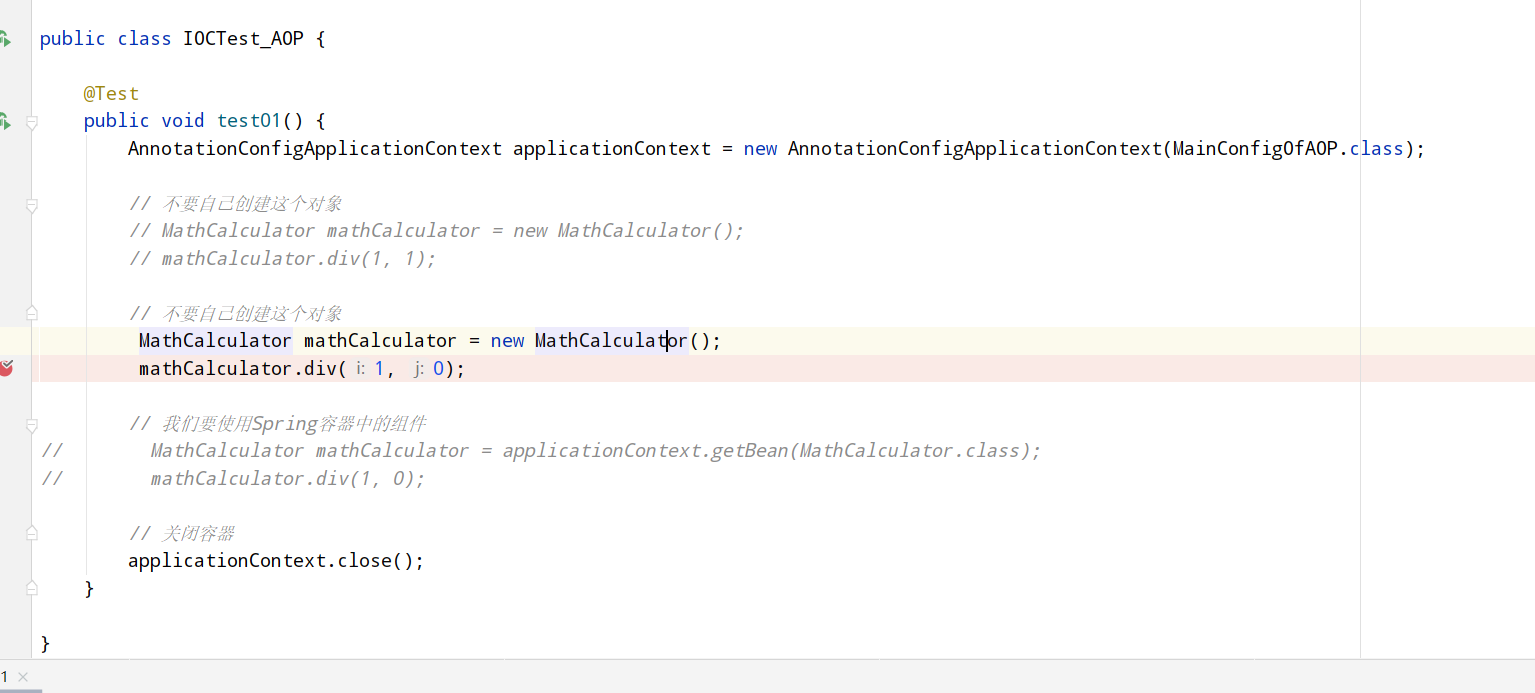 public class IOCTest_AOP {
@Test
public void test01() {
AnnotationConfigApplicationContext applicationContext = new AnnotationConfigApplicationContext(MainConfigOfAOP.class);
// 不要自己创建这个对象
// MathCalculator mathCalculator = new MathCalculator();
// mathCalculator.div(1, 1);
// 不要自己创建这个对象
MathCalculator mathCalculator = new MathCalculator();
mathCalculator.div( i: 1, j: 0);
// 我们要使用Spring容器中的组件
// MathCalculator mathCalculator = applicationContext.getBean(MathCalculator.class);
// mathCalculator.div(1, 0);
// 关闭容器
applicationContext.close();
}
}
1